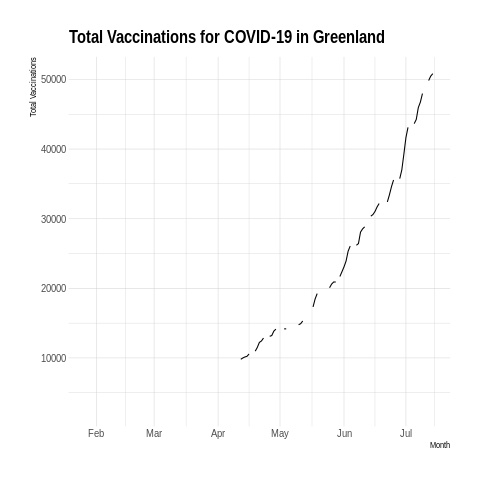 Total Vaccinations for COVID-19 in Greenland
Total Vaccinations
50000
40000
30000
20000
10000
Feb Mar Apr May Jun Jul
Month